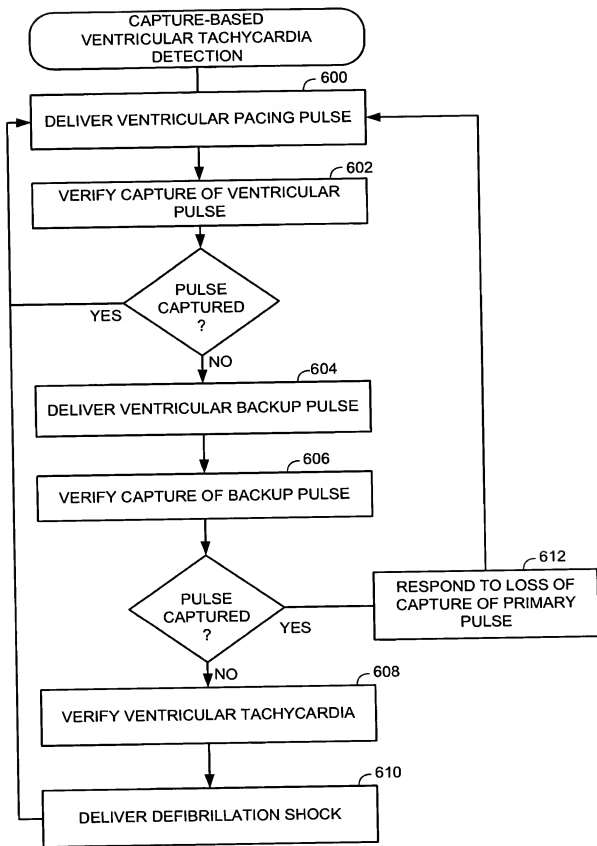 CAPTURE-BASED
VENTRICULAR TACHYCARDIA
DETECTION
600
DELIVER VENTRICULAR PACING PULSE
602
VERIFY CAPTURE OF VENTRICULAR
PULSE
PULSE
CAPTURED
?
YES
NO
604
DELIVER VENTRICULAR BACKUP PULSE
606
VERIFY CAPTURE OF BACKUP PULSE
612
RESPOND TO LOSS OF
CAPTURE OF PRIMARY
PULSE
PULSE
CAPTURED
?
YES
NO
608
VERIFY VENTRICULAR TACHYCARDIA
610
DELIVER DEFIBRILLATION SHOCK